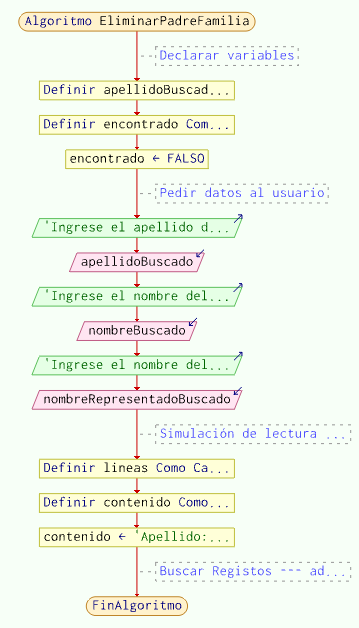 Algoritmo EliminarPadreFamilia
Declarar variables
Definir apellidoBuscad...
Definir encontrado Com...
encontrado ← FALSO
Pedir datos al usuario
'Ingrese el apellido d...
apellidoBuscado
'Ingrese el nombre del...
nombreBuscado
'Ingrese el nombre del...
nombreRepresentadoBuscado
Simulación de lectura ...
Definir lineas Como Ca...
Definir contenido Como...
contenido ← 'Apellido:...
Buscar Registos --- ad...
FinAlgoritmo